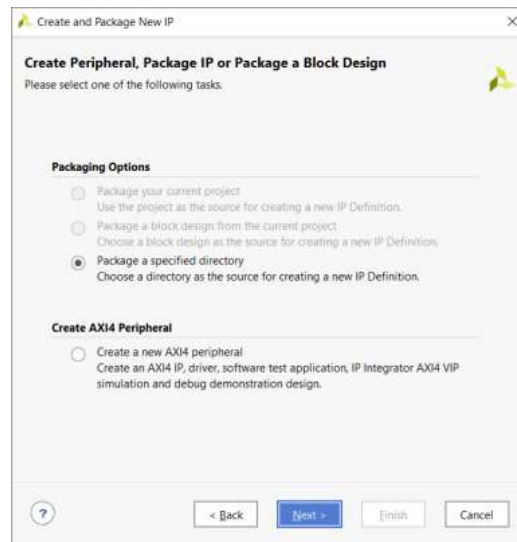 Create and Package New IP
Create Peripheral, Package IP or Package a Block Design
Please select one of the following tasks.
Packaging Options
Package your current project
Use the project as the source for creating a new IP Definition.
Package a block design from the current project
Choose a block design as the source for creating a new IP Definition.
Package a specified directory
Choose a directory as the source for creating a new IP Definition.
Create AXI4 Peripheral
Create a new AXI4 peripheral
Create an AXI4 IP, driver, software test application, IP Integrator AXI4 VIP
simulation and debug demonstration design.
? < Back Next > Finish Cancel